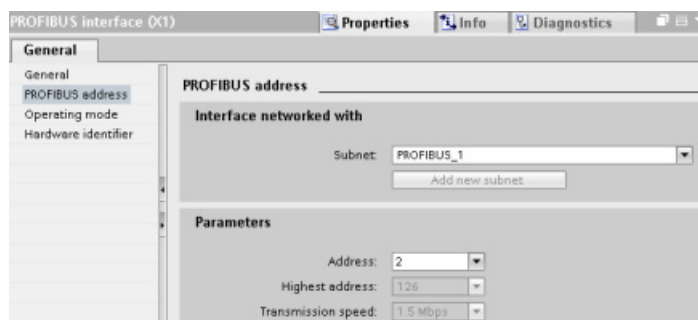 PROFIBUS interface (X1)
Properties Info Diagnostics
General
General
PROFIBUS address
Operating mode
Hardware identifier
PROFIBUS address
Interface networked with
Subnet: PROFIBUS_1
Add new subnet
Parameters
Address: 2
Highest address: 126
Transmission speed: 1.5 Mbps